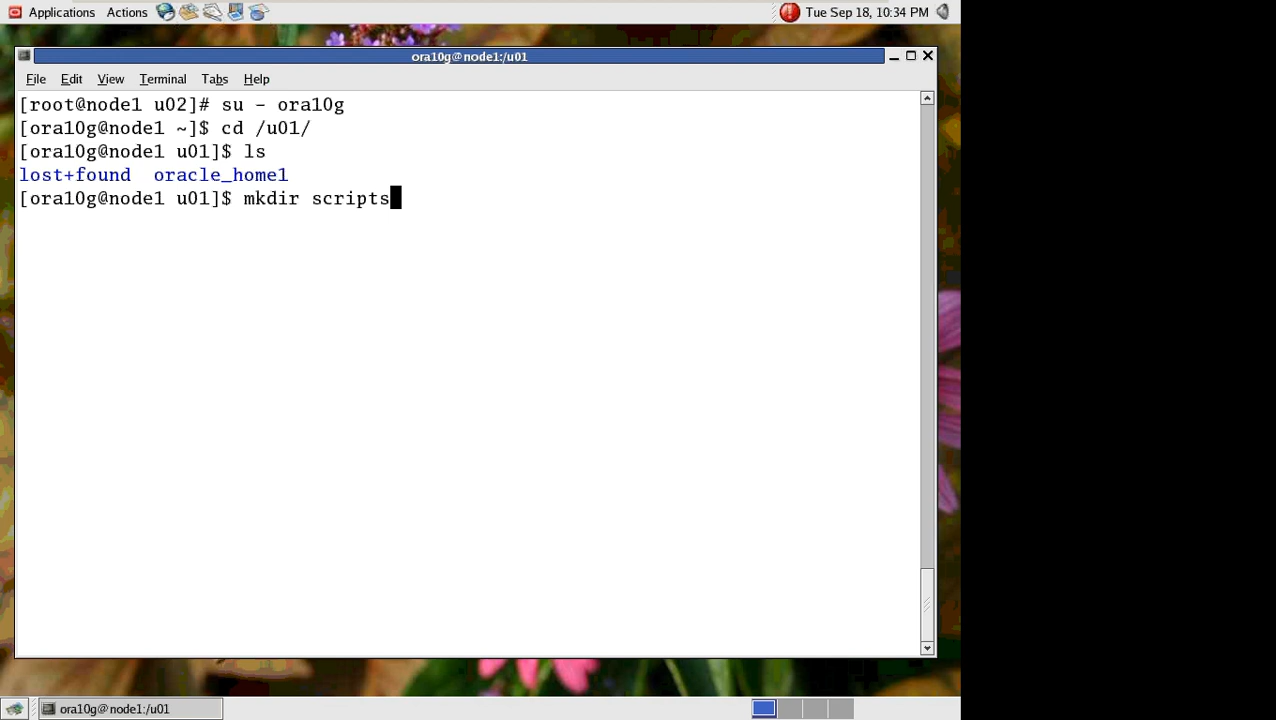 Applications Actions Tue Sep 18, 10:34 PM
ora10g@node1:/u01
File Edit View Terminal Tabs Help
[root@node1 u02]# su - ora10g
[ora10g@node1 ~]$ cd /u01/
[ora10g@node1 u01]$ ls
lost+found oracle_home1
[ora10g@node1 u01]$ mkdir scripts
ora10g@node1:/u01